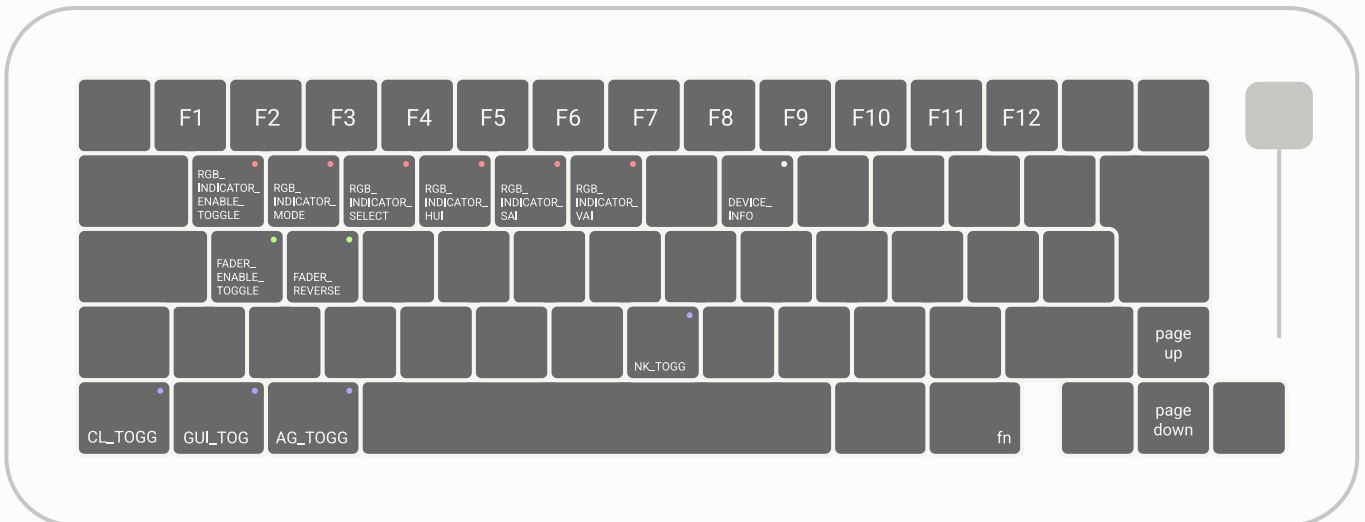 F1
F2
F3
F4
F5
F6
F7
F8
F9
F10
F11
F12
RGB_
INDICATOR_
ENABLE_
TOGGLE
RGB_
INDICATOR_
MODE
RGB_
INDICATOR_
SELECT
RGB_
INDICATOR_
HUI
RGB_
INDICATOR_
SAI
RGB_
INDICATOR_
VAI
DEVICE_
INFO
FADER_
ENABLE_
TOGGLE
FADER_
REVERSE
NK_TOGG
page
up
CL_TOGG
GUI_TOG
AG_TOGG
fn
page
down